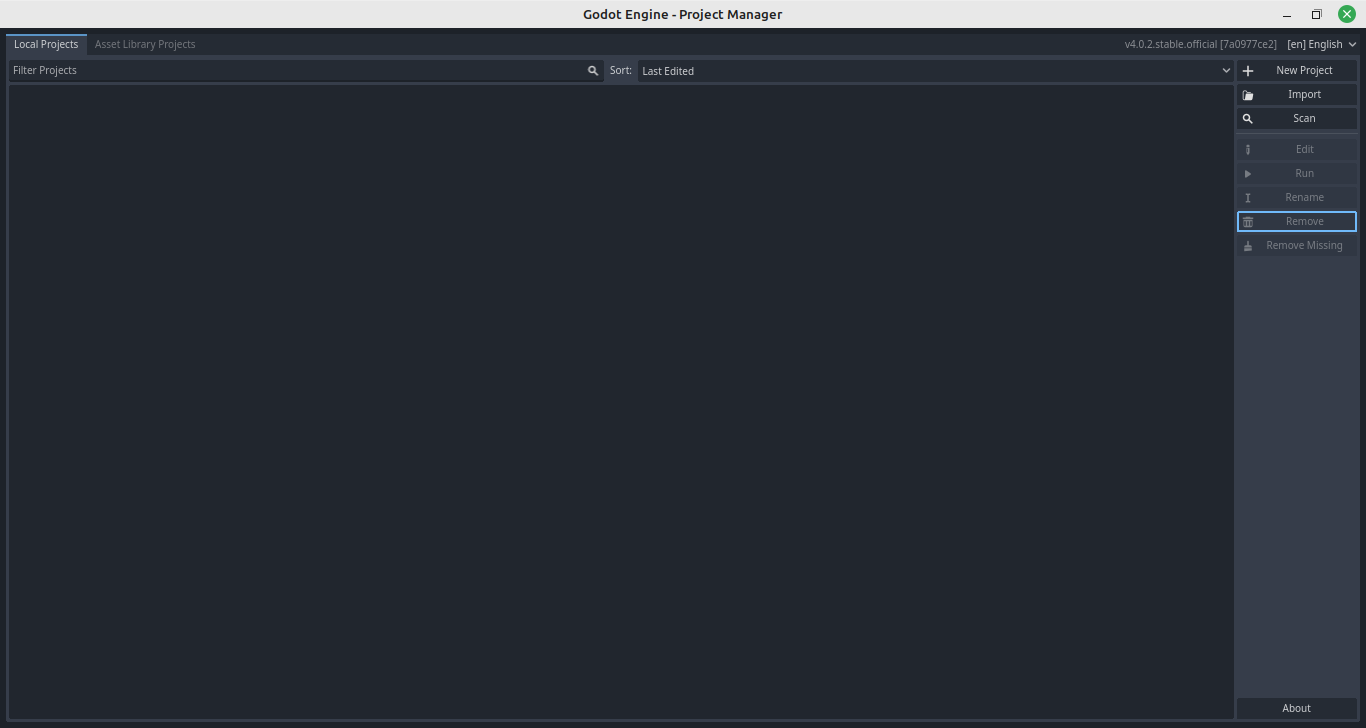 Godot Engine - Project Manager
Local Projects Asset Library Projects v4.0.2.stable.official [7a0977ce2] [en] English
Filter Projects Sort: Last Edited New Project
Import
Scan
Edit
Run
Rename
Remove
Remove Missing
About